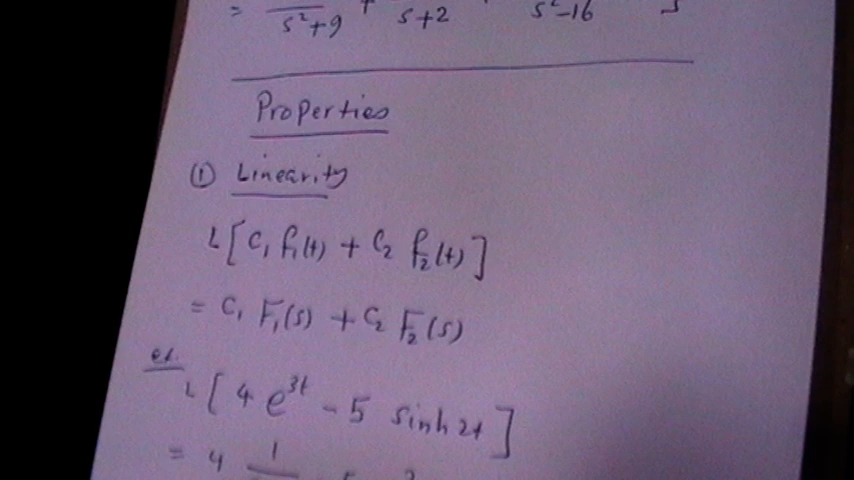 = / s²+9 + / s+2 + / s²-16 ]
Properties
① Linearity
L[C₁ f₁(t) + C₂ f₂(t)]
= C₁ F₁(s) + C₂ F₂(s)
ex.
L[4 e³ᵗ - 5 sinh 2t]
= 4 1